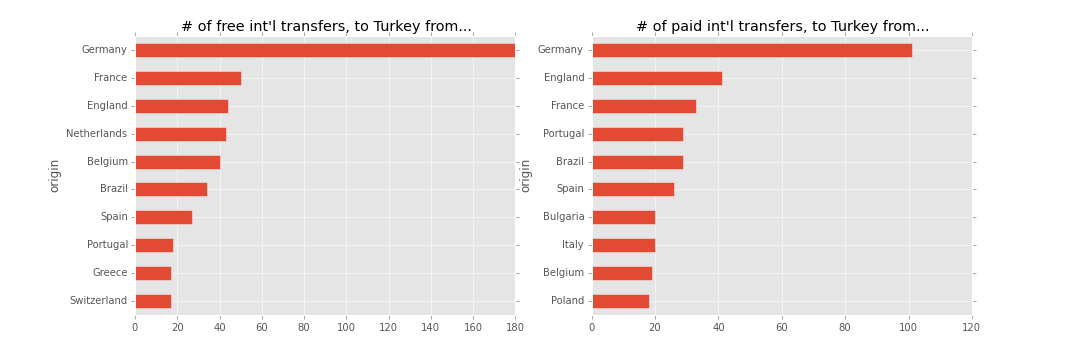 # of free int'l transfers, to Turkey from...
origin
Germany
France
England
Netherlands
Belgium
Brazil
Spain
Portugal
Greece
Switzerland
0 20 40 60 80 100 120 140 160 180
# of paid int'l transfers, to Turkey from...
origin
Germany
England
France
Portugal
Brazil
Spain
Bulgaria
Italy
Belgium
Poland
0 20 40 60 80 100 120